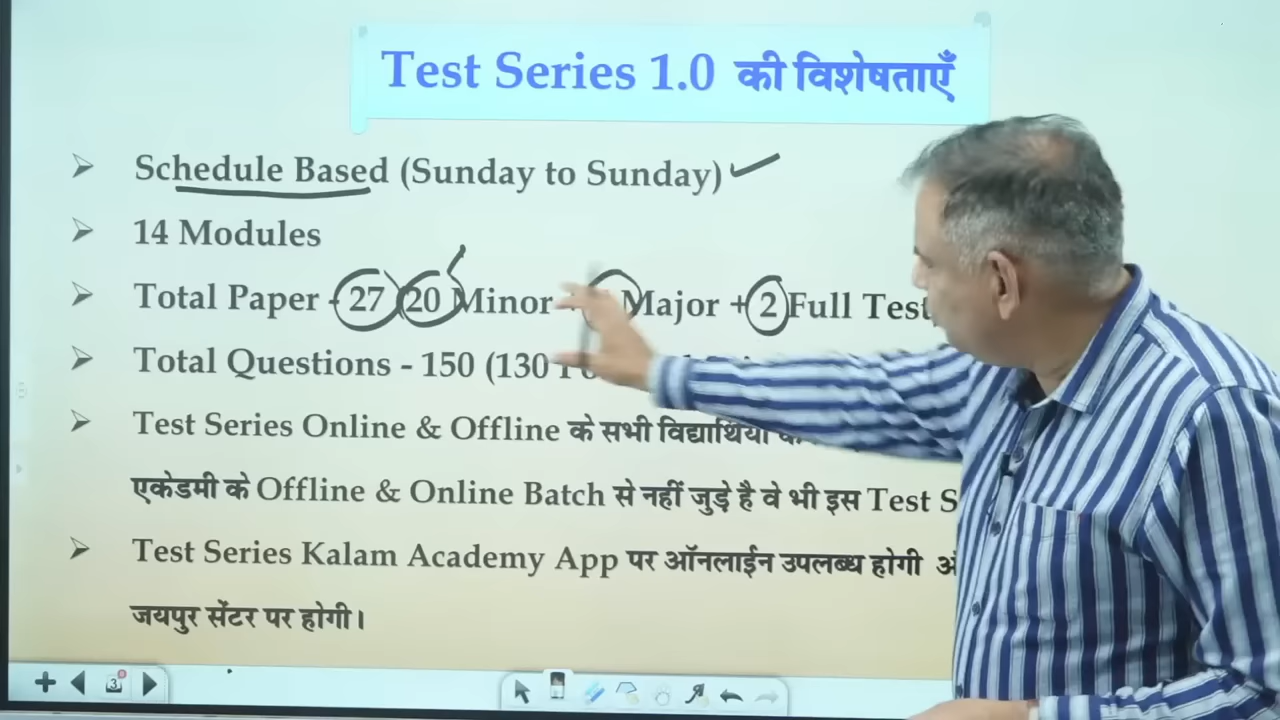 Test Series 1.0 की विशेषताएँ
Schedule Based (Sunday to Sunday)
14 Modules
Total Paper - 27 (20 Minor Major + 2 Full Test
Total Questions - 150 (130
Test Series Online & Offline के सभी विद्यार्थियों
एकेडमी के Offline & Online Batch से नहीं जुड़े है वे भी इस Test S
Test Series Kalam Academy App पर ऑनलाईन उपलब्ध होगी
जयपुर सेंटर पर होगी।
3